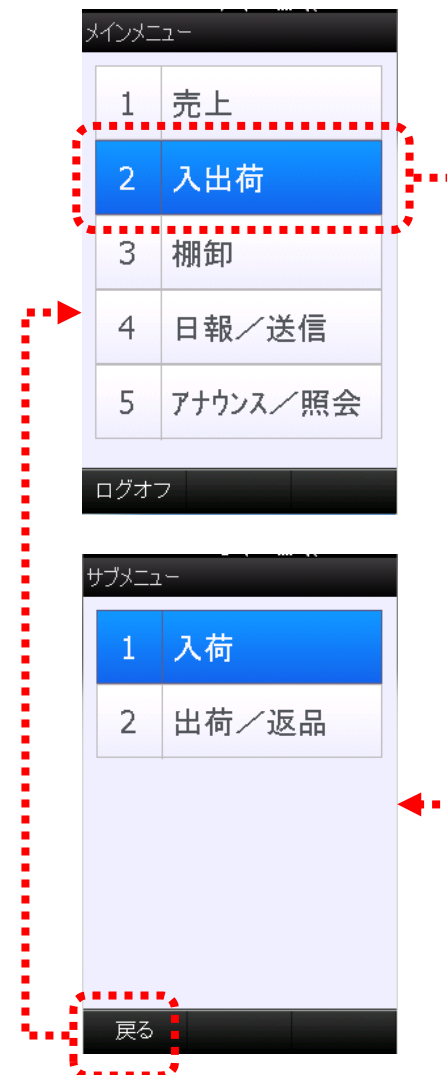 メインメニュー
1 売上
2 入出荷
3 棚卸
4 日報／送信
5 アナウンス／照会
ログオフ
サブメニュー
1 入荷
2 出荷／返品
戻る